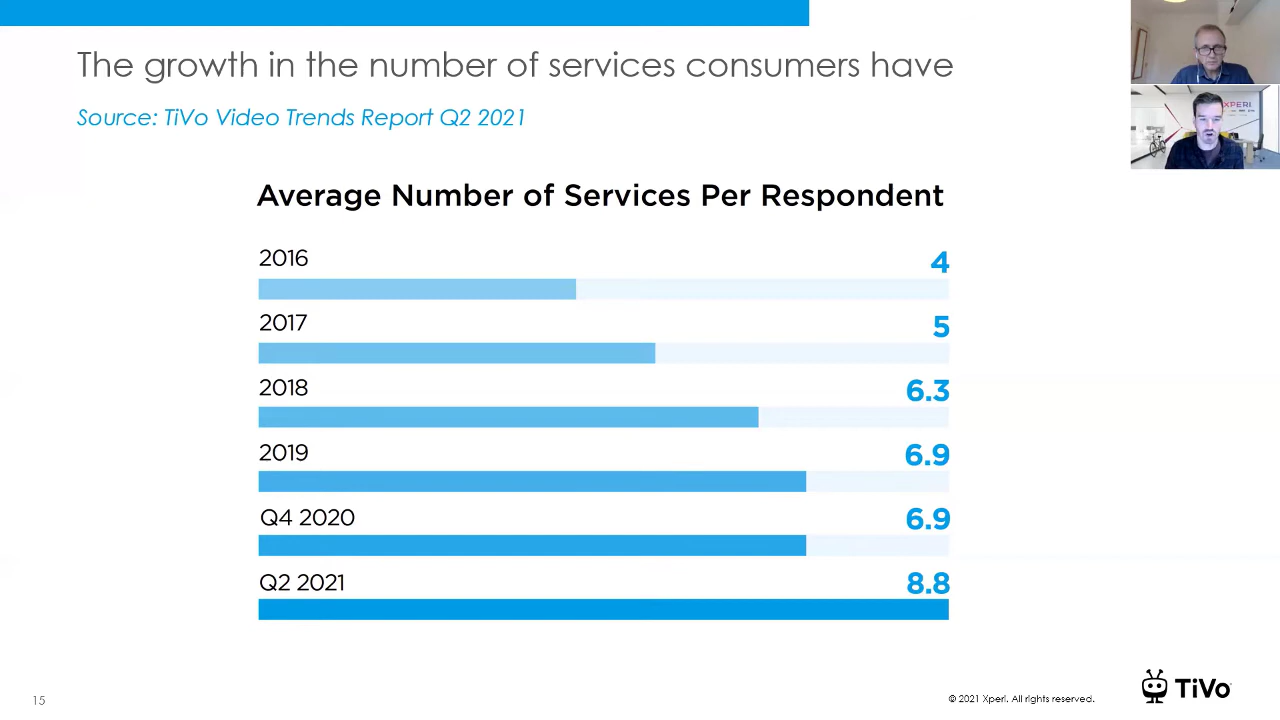 The growth in the number of services consumers have
Source: TiVo Video Trends Report Q2 2021
XPERI
Average Number of Services Per Respondent
2016
4
2017
5
2018
6.3
2019
6.9
Q4 2020
6.9
Q2 2021
8.8
15
© 2021 Xperi. All rights reserved.
TiVo